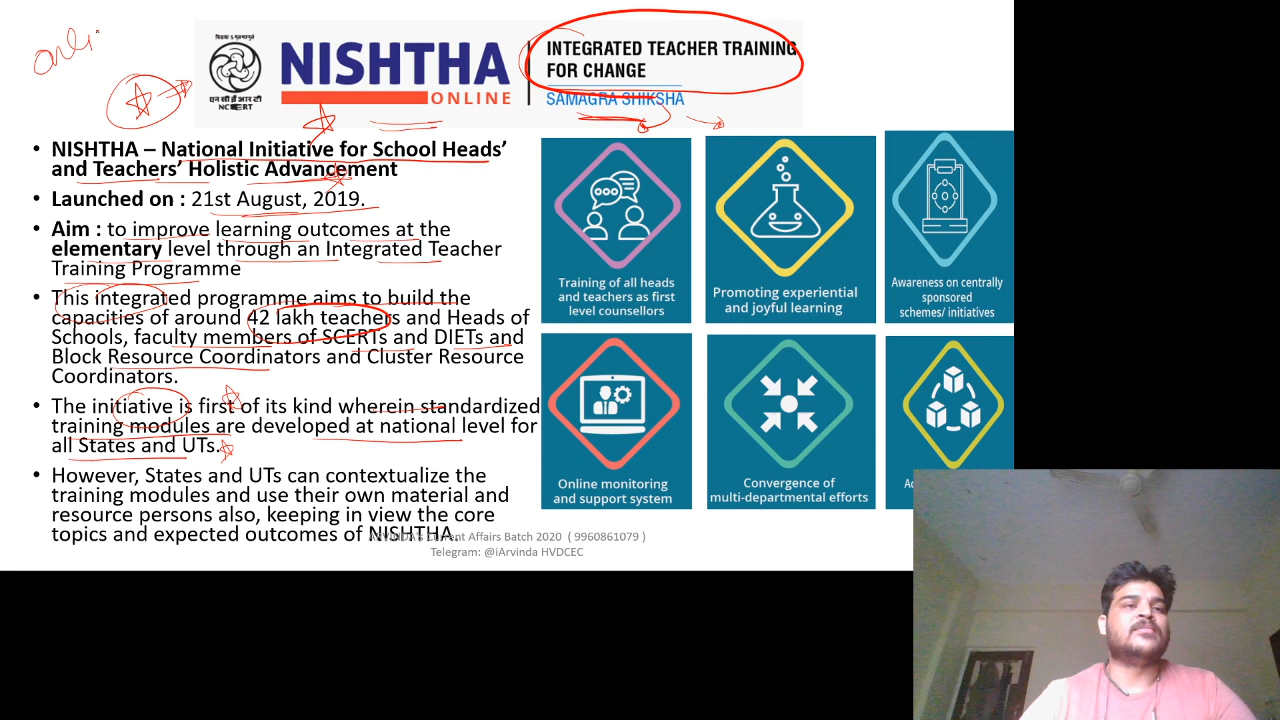 onli
विद्यया ऽ मृतमश्नुते
एन सी ई आर टी
NCERT
NISHTHA
ONLINE
INTEGRATED TEACHER TRAINING
FOR CHANGE
SAMAGRA SHIKSHA
• NISHTHA – National Initiative for School Heads’
and Teachers’ Holistic Advancement
• Launched on : 21st August, 2019.
• Aim : to improve learning outcomes at the
elementary level through an Integrated Teacher
Training Programme
• This integrated programme aims to build the
capacities of around 42 lakh teachers and Heads of
Schools, faculty members of SCERTs and DIETs and
Block Resource Coordinators and Cluster Resource
Coordinators.
• The initiative is first of its kind wherein standardized
training modules are developed at national level for
all States and UTs.
• However, States and UTs can contextualize the
training modules and use their own material and
resource persons also, keeping in view the core
topics and expected outcomes of NISHTHA.
Training of all heads
and teachers as first
level counsellors
Promoting experiential
and joyful learning
Awareness on centrally
sponsored
schemes/ initiatives
Online monitoring
and support system
Convergence of
multi-departmental efforts
Current Affairs Batch 2020 ( 9960861079 )
Telegram: @iArvinda HVDCEC